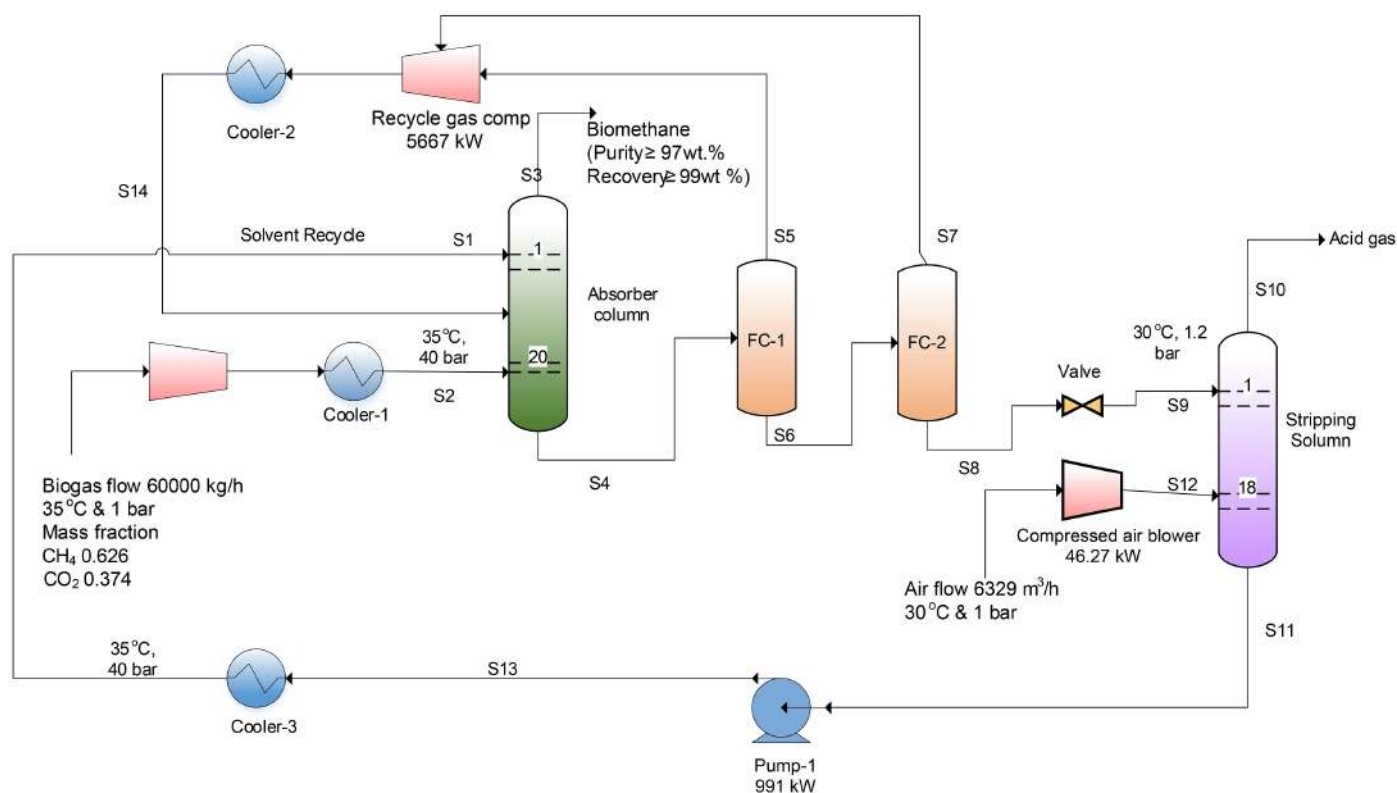 Cooler-2
Recycle gas comp
5667 kW
Biomethane
(Purity≥ 97wt.%
Recovery≥ 99wt %)
S3
S14
Solvent Recycle
S1
1
S5
S7
Acid gas
S10
Absorber
column
35°C,
40 bar
20
S2
Cooler-1
FC-1
FC-2
30°C, 1.2
bar
Valve
1
S9
Stripping
Solumn
S6
S4
S8
S12
18
Biogas flow 60000 kg/h
35°C & 1 bar
Mass fraction
CH₄ 0.626
CO₂ 0.374
Compressed air blower
46.27 kW
Air flow 6329 m³/h
30°C & 1 bar
S11
35°C,
40 bar
S13
Cooler-3
Pump-1
991 kW